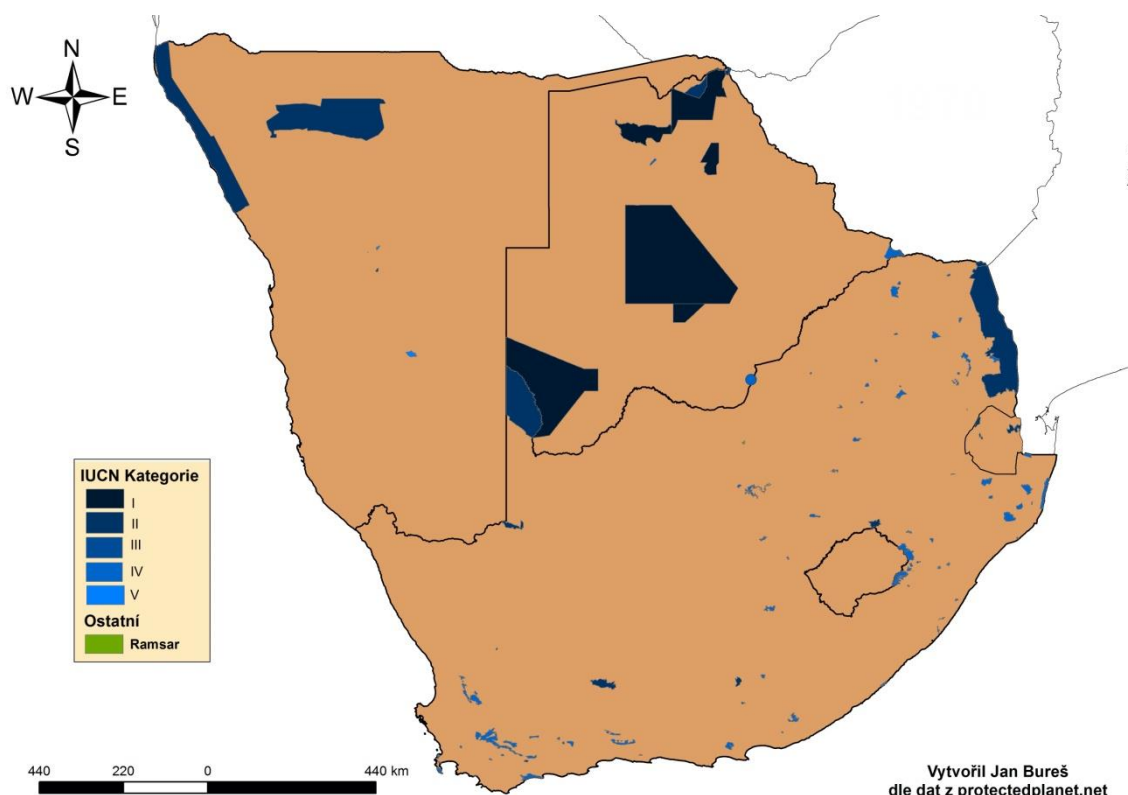 N
W
E
S
IUCN Kategorie
I
II
III
IV
V
Ostatní
Ramsar
440 220 0 440 km
Vytvořil Jan Bureš
dle dat z protectedplanet.net